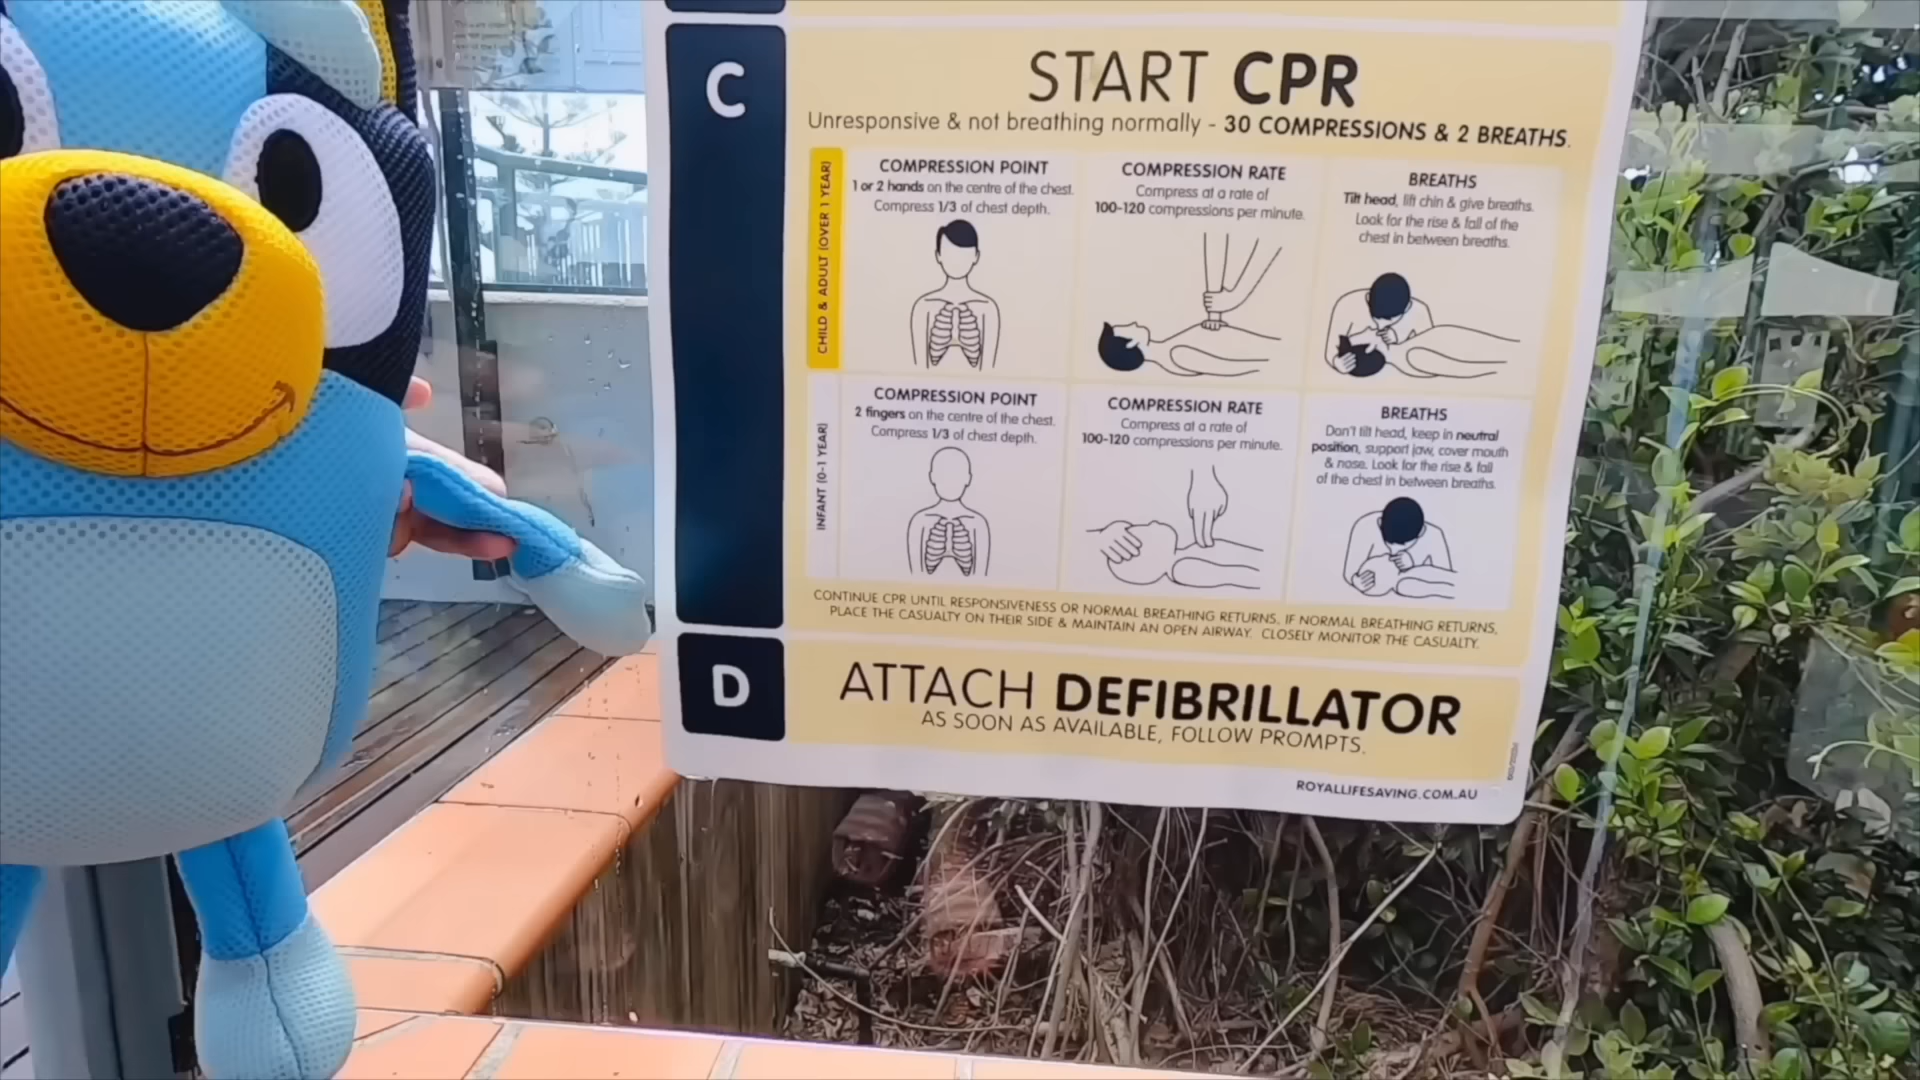 C
START CPR
Unresponsive & not breathing normally - 30 COMPRESSIONS & 2 BREATHS.
CHILD & ADULT (OVER 1 YEAR)
COMPRESSION POINT
1 or 2 hands on the centre of the chest.
Compress 1/3 of chest depth.
COMPRESSION RATE
Compress at a rate of
100-120 compressions per minute.
BREATHS
Tilt head, lift chin & give breaths.
Look for the rise & fall of the
chest in between breaths.
INFANT (0-1 YEAR)
COMPRESSION POINT
2 fingers on the centre of the chest.
Compress 1/3 of chest depth.
COMPRESSION RATE
Compress at a rate of
100-120 compressions per minute.
BREATHS
Don't tilt head, keep in neutral
position, support jaw, cover mouth
& nose. Look for the rise & fall
of the chest in between breaths.
CONTINUE CPR UNTIL RESPONSIVENESS OR NORMAL BREATHING RETURNS. IF NORMAL BREATHING RETURNS,
PLACE THE CASUALTY ON THEIR SIDE & MAINTAIN AN OPEN AIRWAY. CLOSELY MONITOR THE CASUALTY.
D
ATTACH DEFIBRILLATOR
AS SOON AS AVAILABLE, FOLLOW PROMPTS.
ROYALLIFESAVING.COM.AU